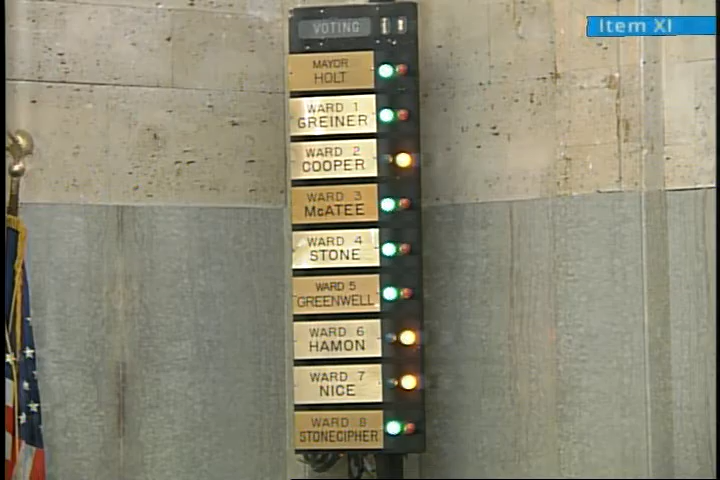 Item XI
VOTING
MAYOR
HOLT
WARD 1
GREINER
WARD 2
COOPER
WARD 3
McATEE
WARD 4
STONE
WARD 5
GREENWELL
WARD 6
HAMON
WARD 7
NICE
WARD 8
STONECIPHER